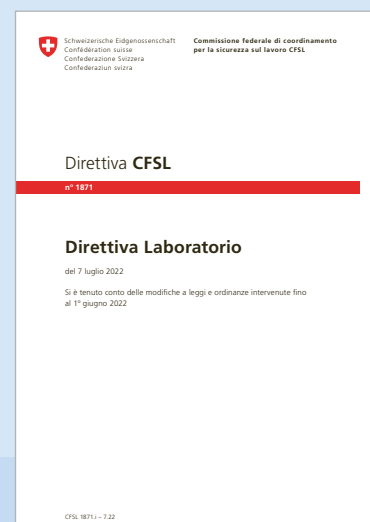 Schweizerische Eidgenossenschaft
Confédération suisse
Confederazione Svizzera
Confederaziun svizra
Commissione federale di coordinamento
per la sicurezza sul lavoro CFSL
Direttiva CFSL
n° 1871
Direttiva Laboratorio
del 7 luglio 2022
Si è tenuto conto delle modifiche a leggi e ordinanze intervenute fino
al 1° giugno 2022
CFSL 1871.i – 7.22